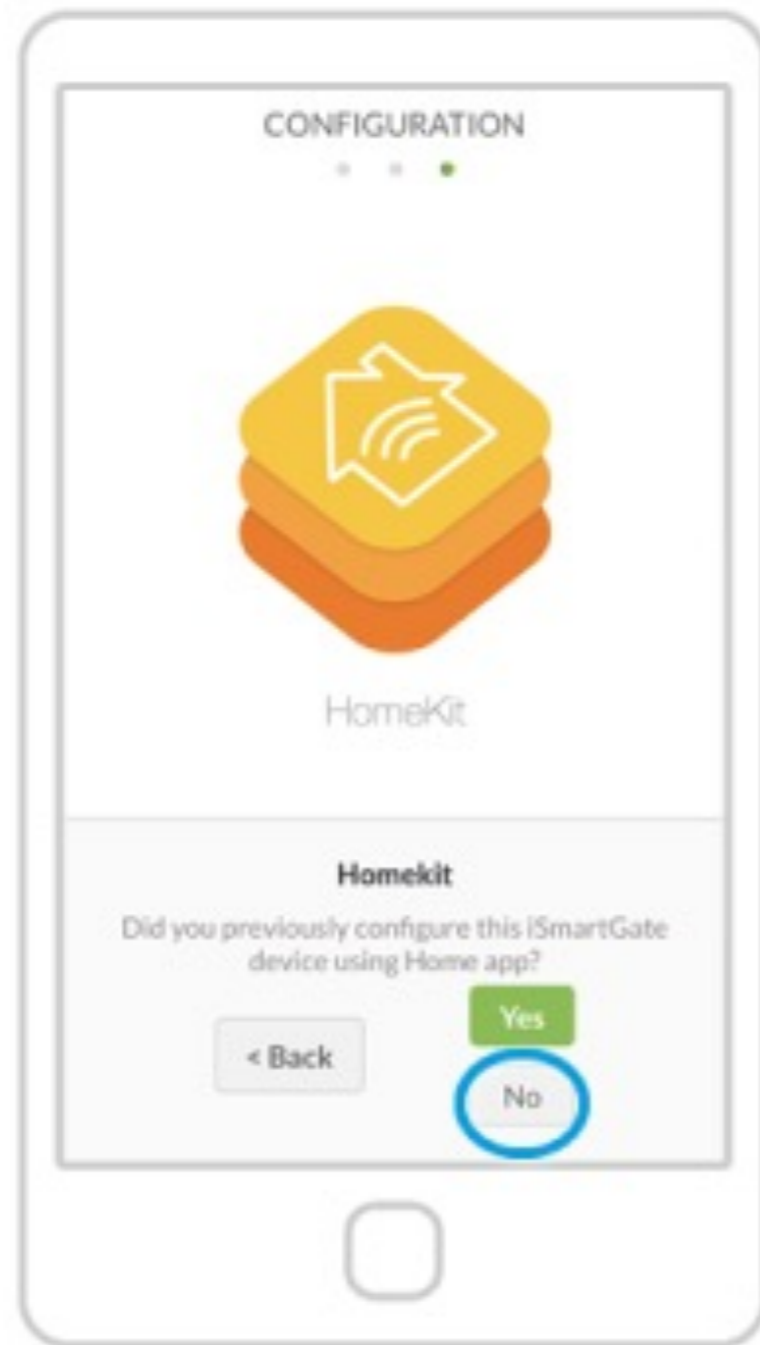 CONFIGURATION
HomeKit
Homekit
Did you previously configure this iSmartGate
device using Home app?
Yes
< Back
No